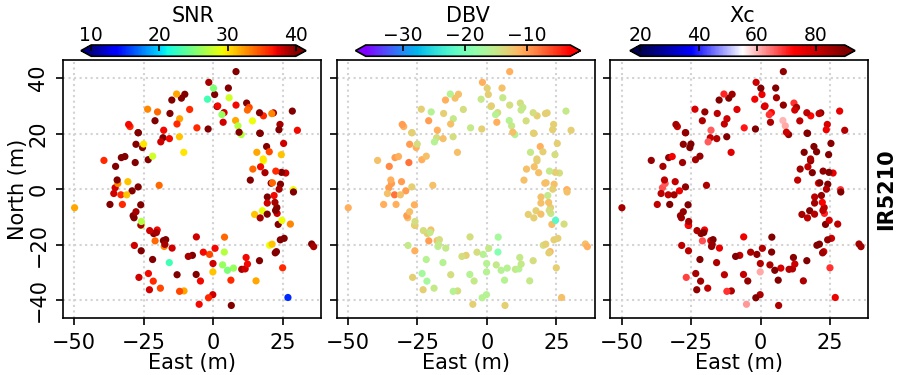 SNR DBV Xc
10 20 30 40 −30 −20 −10 20 40 60 80
40
20
0
−20
−40
North (m)
−50 −25 0 25 −50 −25 0 25 −50 −25 0 25
East (m) East (m) East (m)
IR5210